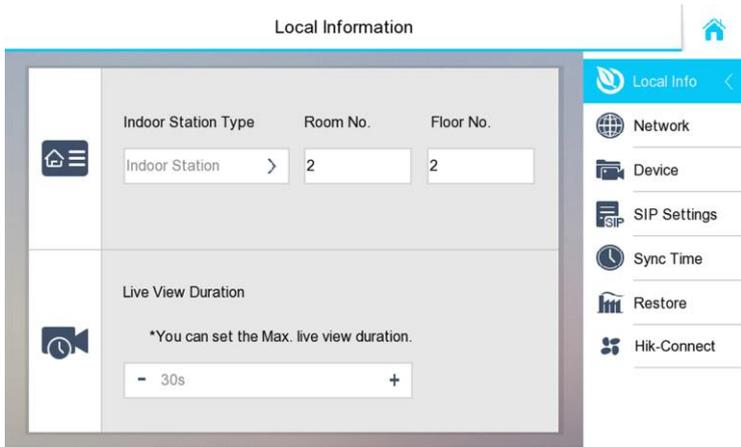 Local Information
Indoor Station Type Room No. Floor No.
Indoor Station > 2 2
Live View Duration
*You can set the Max. live view duration.
- 30s +
Local Info <
Network
Device
SIP SIP Settings
Sync Time
Restore
Hik-Connect